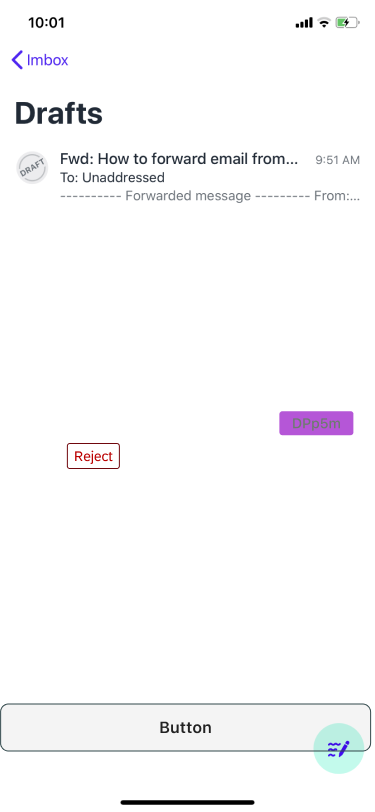 10:01
Imbox
Drafts
Fwd: How to forward email from... 9:51 AM
DRAFT
To: Unaddressed
---------- Forwarded message --------- From:...
DPp5m
Reject
Button